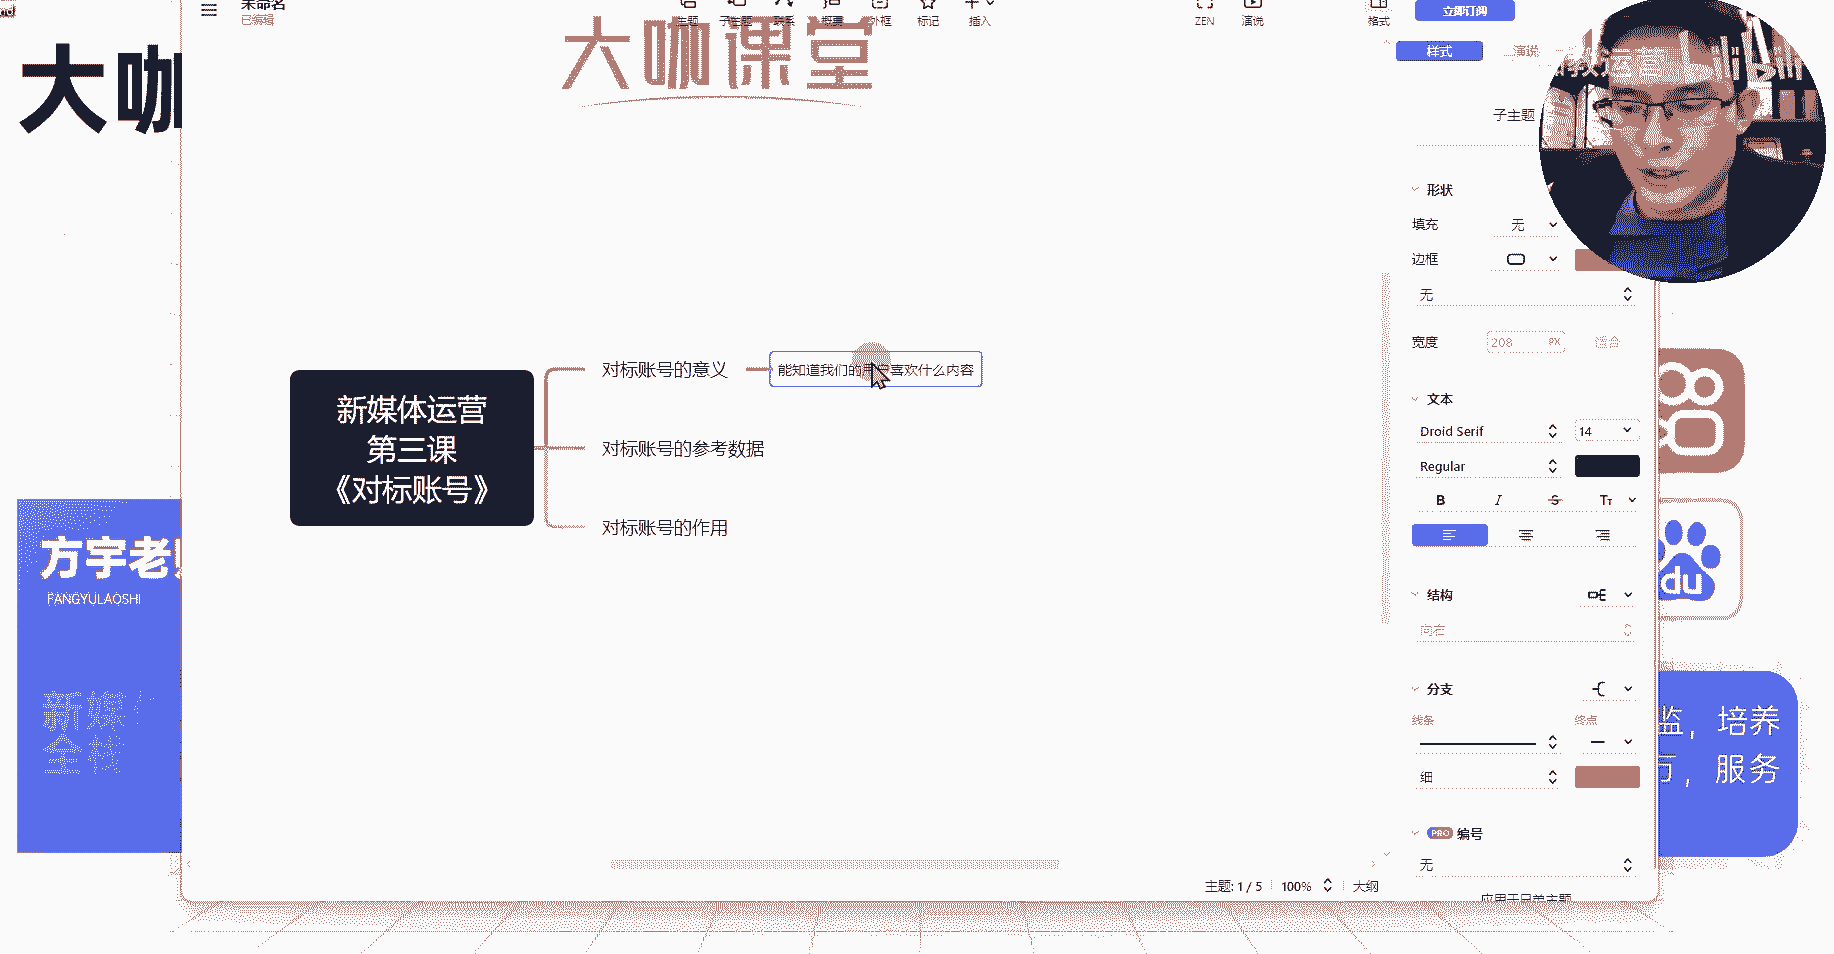 未命名
已编辑
主题
子主题
联系
概要
外框
标记
插入
ZEN
演说
格式
立即订阅
大咖课堂
大咖
样式
演说
bilibili
子主题
形状
填充
无
边框
无
宽度
208
PX
适合
文本
Droid Serif
14
Regular
B
I
S
Tт
结构
向右
分支
线条
终点
细
PRO 编号
无
新媒体运营
第三课
《对标账号》
对标账号的意义
能知道我们的用户喜欢什么内容
对标账号的参考数据
对标账号的作用
方宇老
FANGYULAOSHI
新媒
全栈
du
监，培养
，服务
主题: 1 / 5
100%
大纲